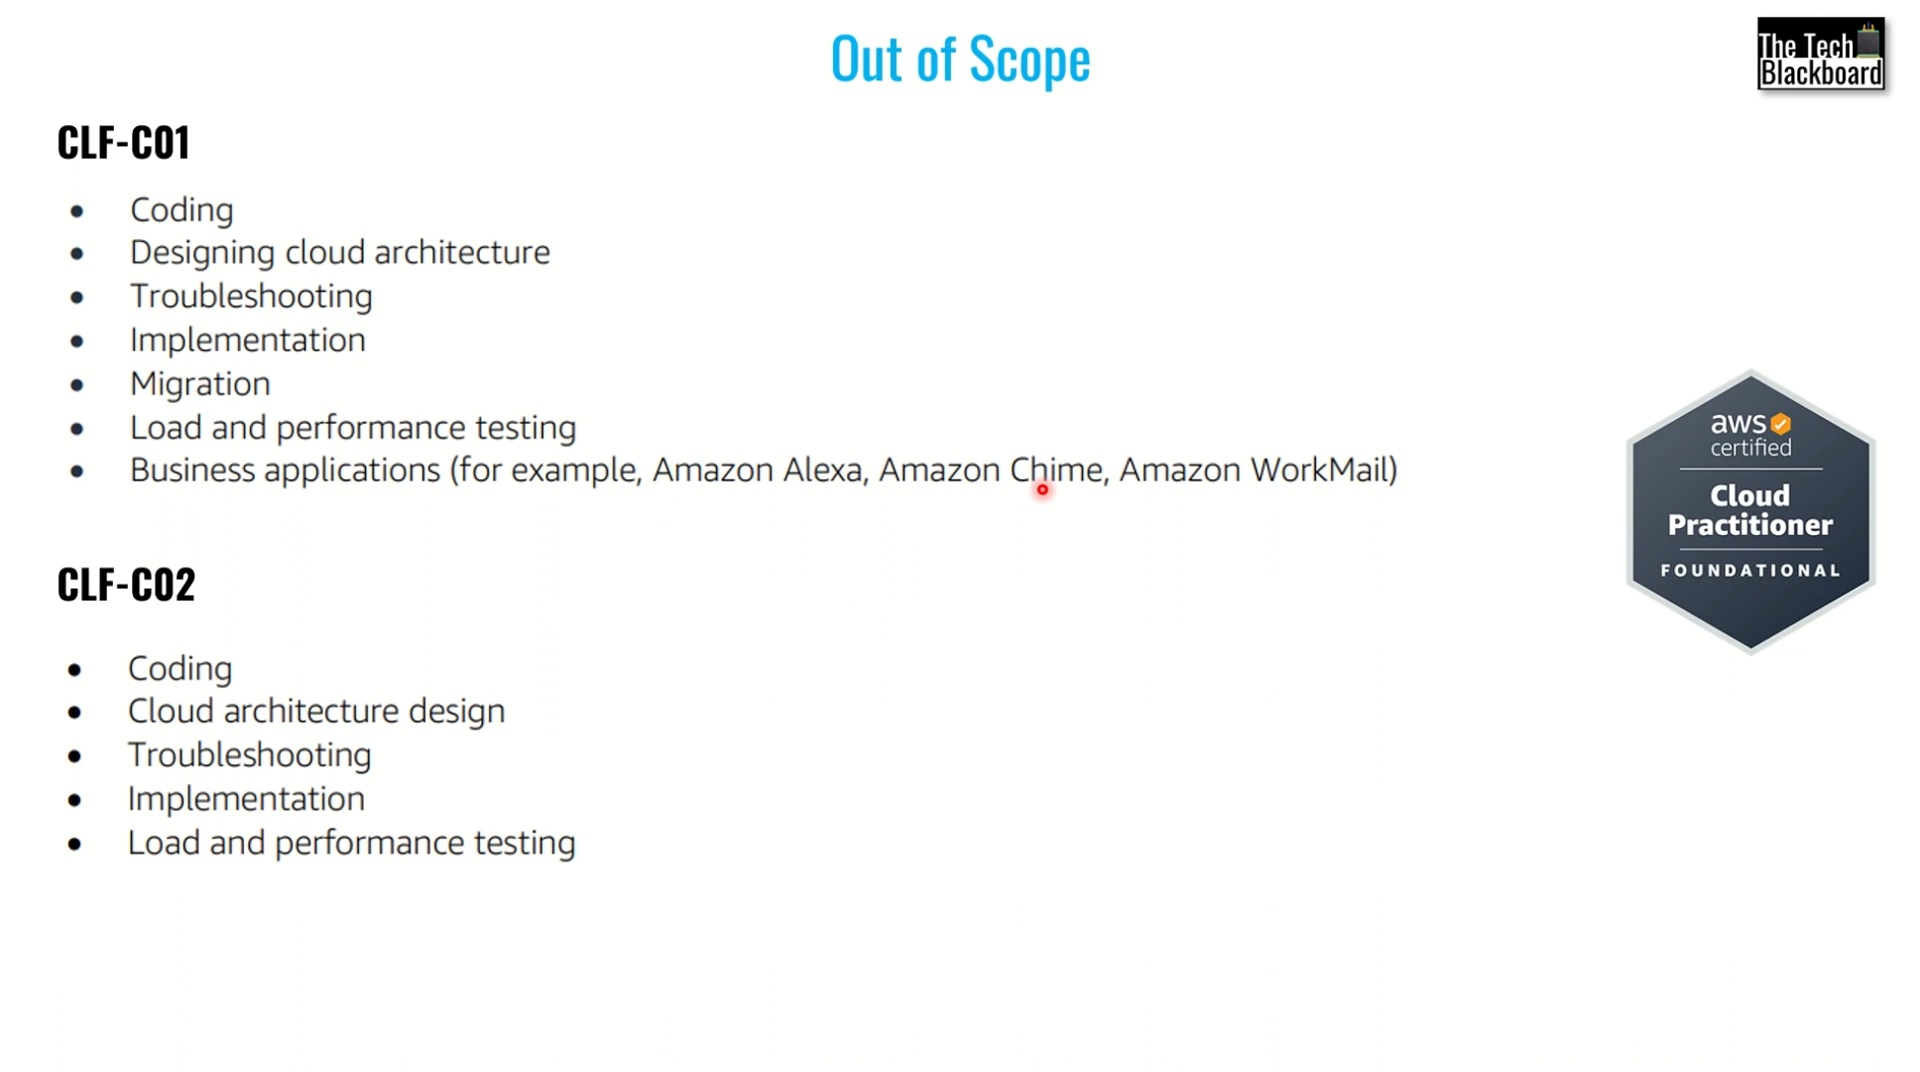 Out of Scope
The Tech
Blackboard
CLF-C01
• Coding
• Designing cloud architecture
• Troubleshooting
• Implementation
• Migration
• Load and performance testing
• Business applications (for example, Amazon Alexa, Amazon Chime, Amazon WorkMail)
aws
certified
Cloud
Practitioner
FOUNDATIONAL
CLF-C02
• Coding
• Cloud architecture design
• Troubleshooting
• Implementation
• Load and performance testing